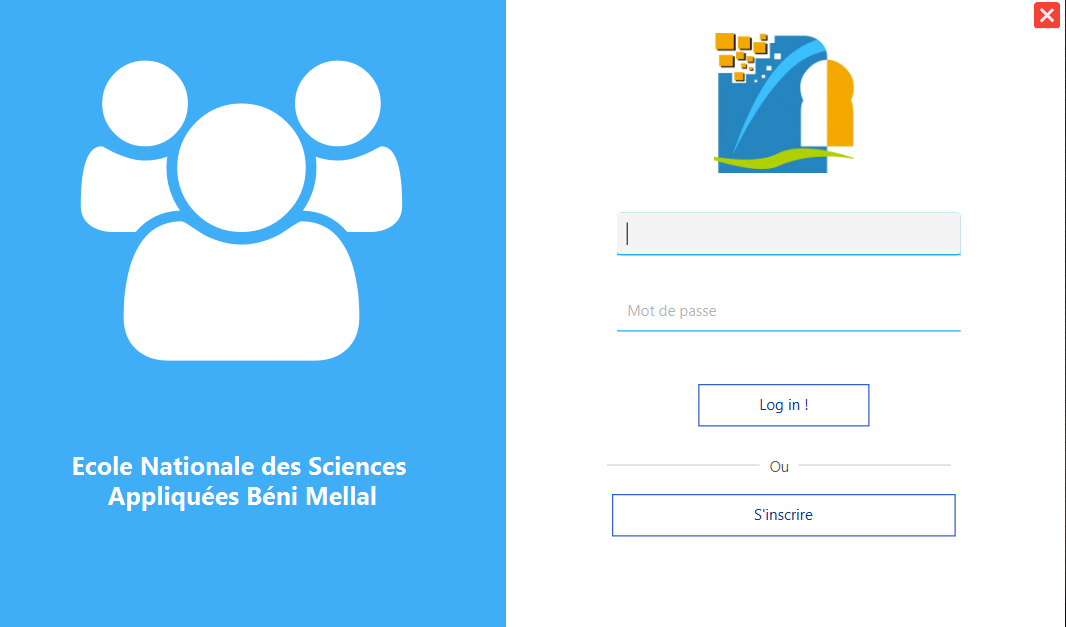 Ecole Nationale des Sciences
Appliquées Béni Mellal
Mot de passe
Log in !
Ou
S'inscrire